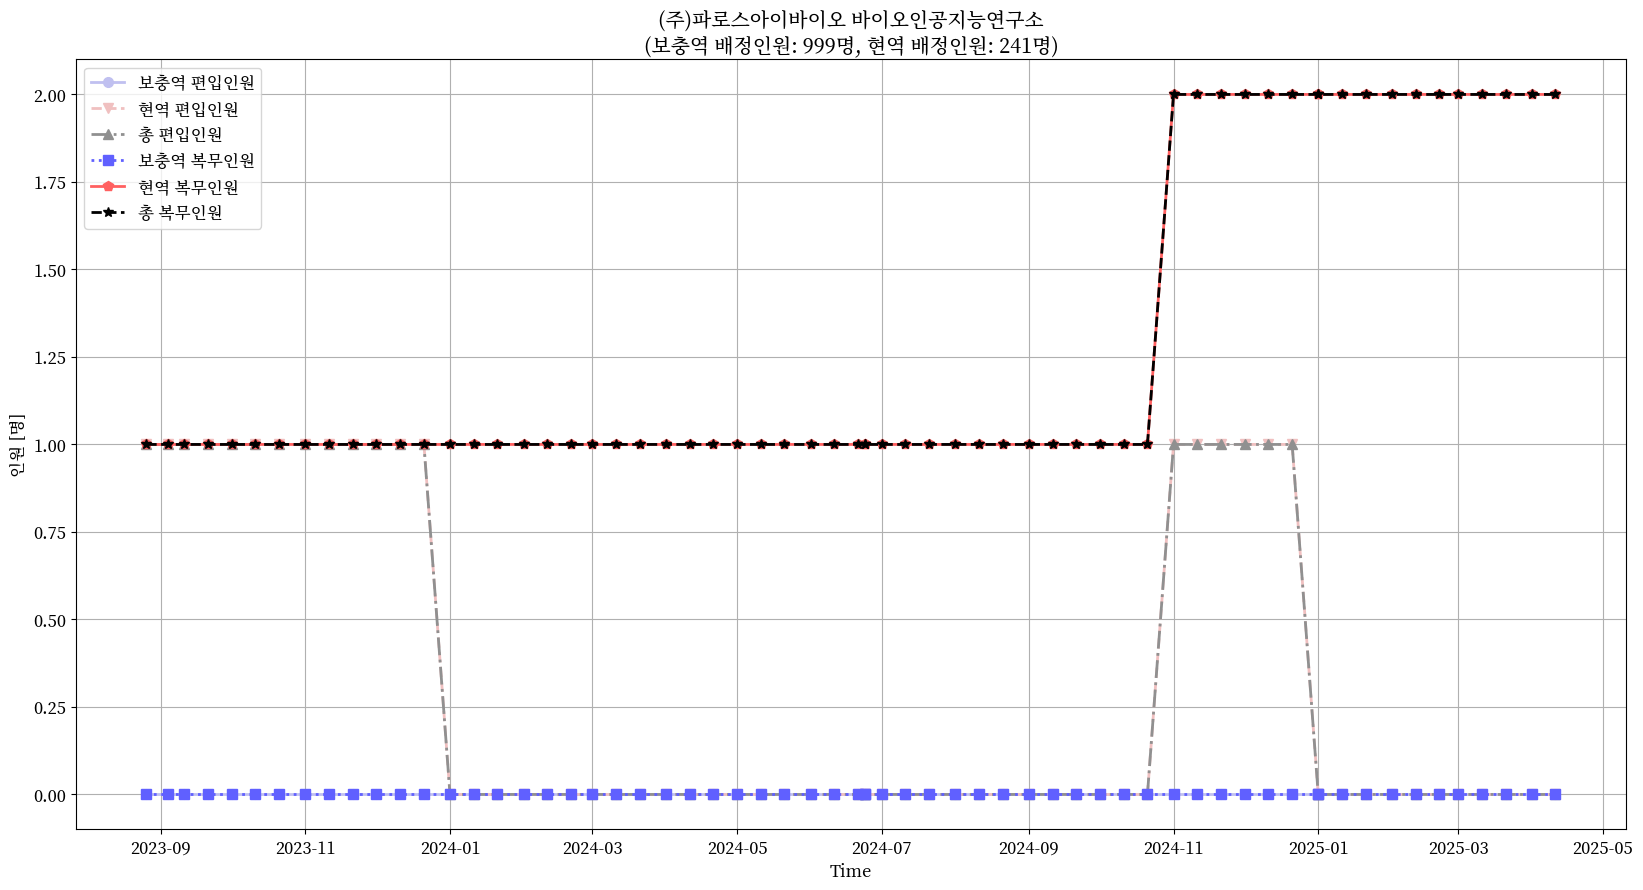 (주)파로스아이바이오 바이오인공지능연구소
(보충역 배정인원: 999명, 현역 배정인원: 241명)
보충역 편입인원
현역 편입인원
총 편입인원
보충역 복무인원
현역 복무인원
총 복무인원
2.00
1.75
1.50
1.25
1.00
0.75
0.50
0.25
0.00
인원 [명]
2023-09 2023-11 2024-01 2024-03 2024-05 2024-07 2024-09 2024-11 2025-01 2025-03 2025-05
Time